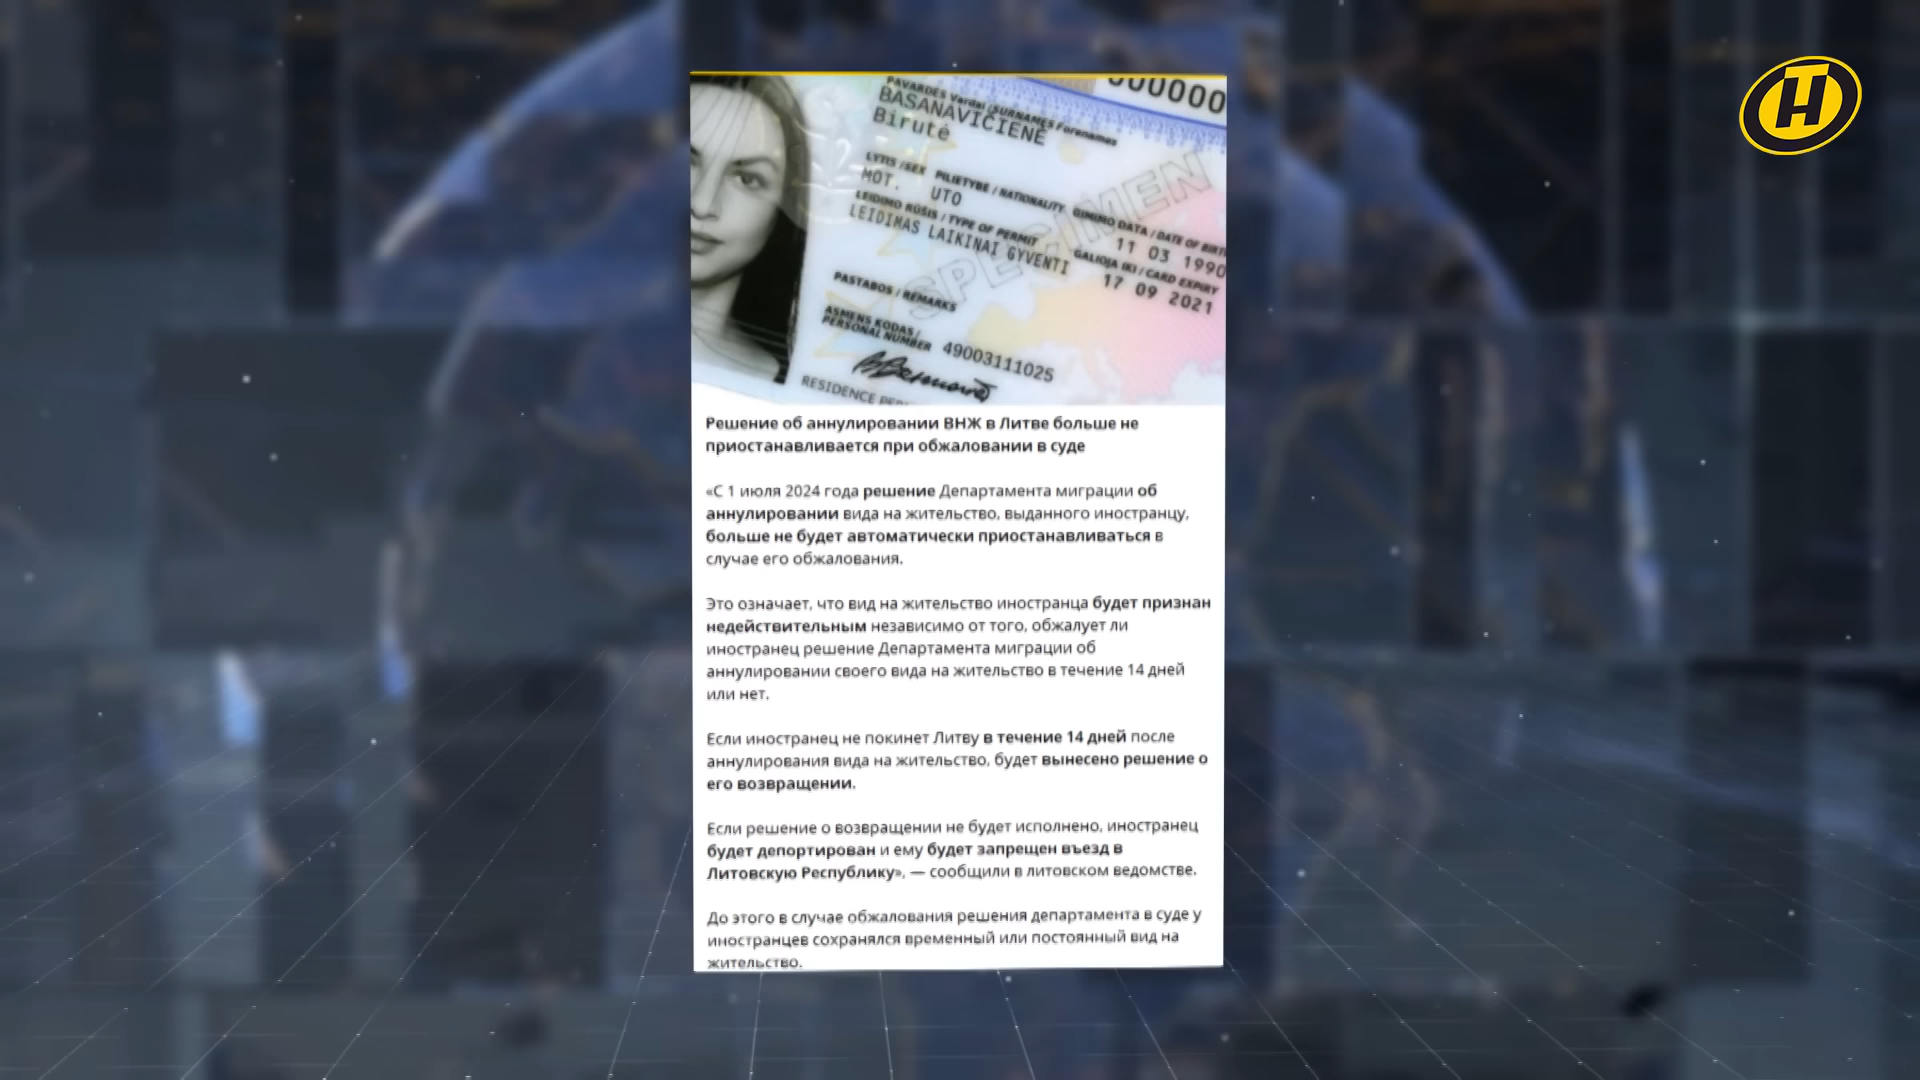 ОНТ
000000
PAVARDĖS Vardai /SURNAMES Forenames
BASANAVIČIENĖ
Birutė
LYTIS /SEX PILIETYBĖ / NATIONALITY GIMIMO DATA / DATE OF BIRTH
MOT. UTO 11 03 1990
LEIDIMO RŪŠIS / TYPE OF PERMIT GALIOJA IKI / CARD EXPIRY
LEIDIMAS LAIKINAI GYVENTI 17 09 2021
SPECIMEN
PASTABOS / REMARKS
ASMENS KODAS /
PERSONAL NUMBER 49003111025
RESIDENCE PER
Решение об аннулировании ВНЖ в Литве больше не
приостанавливается при обжаловании в суде
«С 1 июля 2024 года решение Департамента миграции об
аннулировании вида на жительство, выданного иностранцу,
больше не будет автоматически приостанавливаться в
случае его обжалования.
Это означает, что вид на жительство иностранца будет признан
недействительным независимо от того, обжалует ли
иностранец решение Департамента миграции об
аннулировании своего вида на жительство в течение 14 дней
или нет.
Если иностранец не покинет Литву в течение 14 дней после
аннулирования вида на жительство, будет вынесено решение о
его возвращении.
Если решение о возвращении не будет исполнено, иностранец
будет депортирован и ему будет запрещен въезд в
Литовскую Республику», — сообщили в литовском ведомстве.
До этого в случае обжалования решения департамента в суде у
иностранцев сохранялся временный или постоянный вид на
жительство.